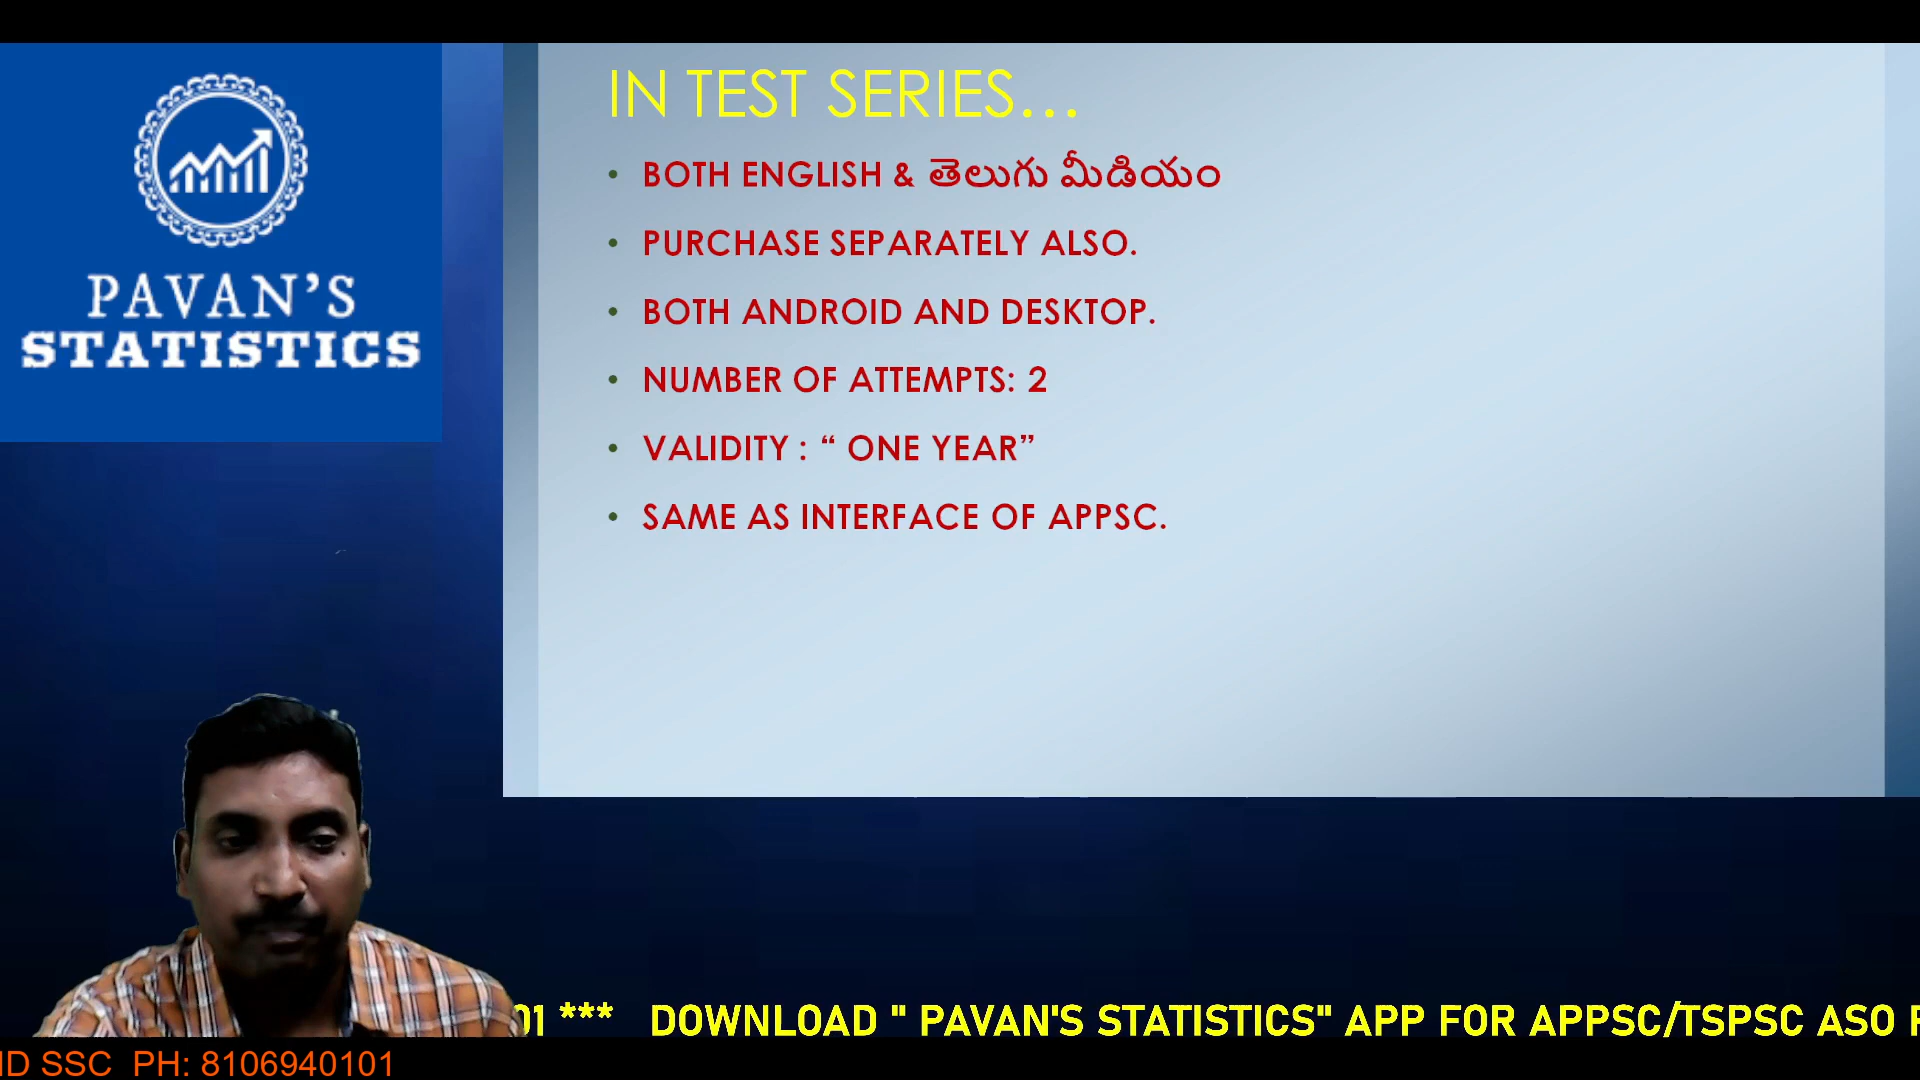 PAVAN’S
STATISTICS
IN TEST SERIES...
• BOTH ENGLISH & తెలుగు మీడియం
• PURCHASE SEPARATELY ALSO.
• BOTH ANDROID AND DESKTOP.
• NUMBER OF ATTEMPTS: 2
• VALIDITY : “ ONE YEAR”
• SAME AS INTERFACE OF APPSC.
01 *** DOWNLOAD " PAVAN'S STATISTICS" APP FOR APPSC/TSPSC ASO
SSC PH: 8106940101